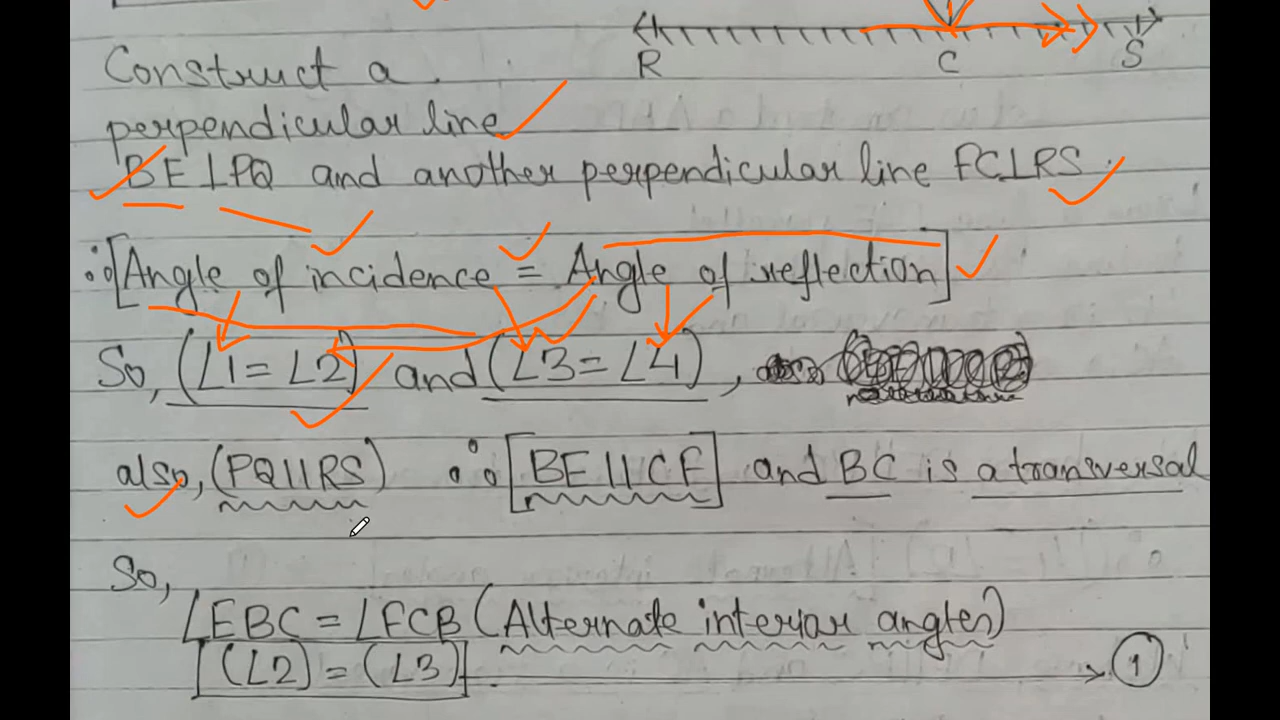 R C S
Construct a
perpendicular line
BE⊥PQ and another perpendicular line FC⊥RS.
∴ [Angle of incidence = Angle of reflection]
So, (∠1 = ∠2) and (∠3 = ∠4),
also, (PQ||RS) ∴ [BE||CF] and BC is a transversal
So,
∠EBC = ∠FCB (Alternate interior angles)
[(∠2) = (∠3)] → 1